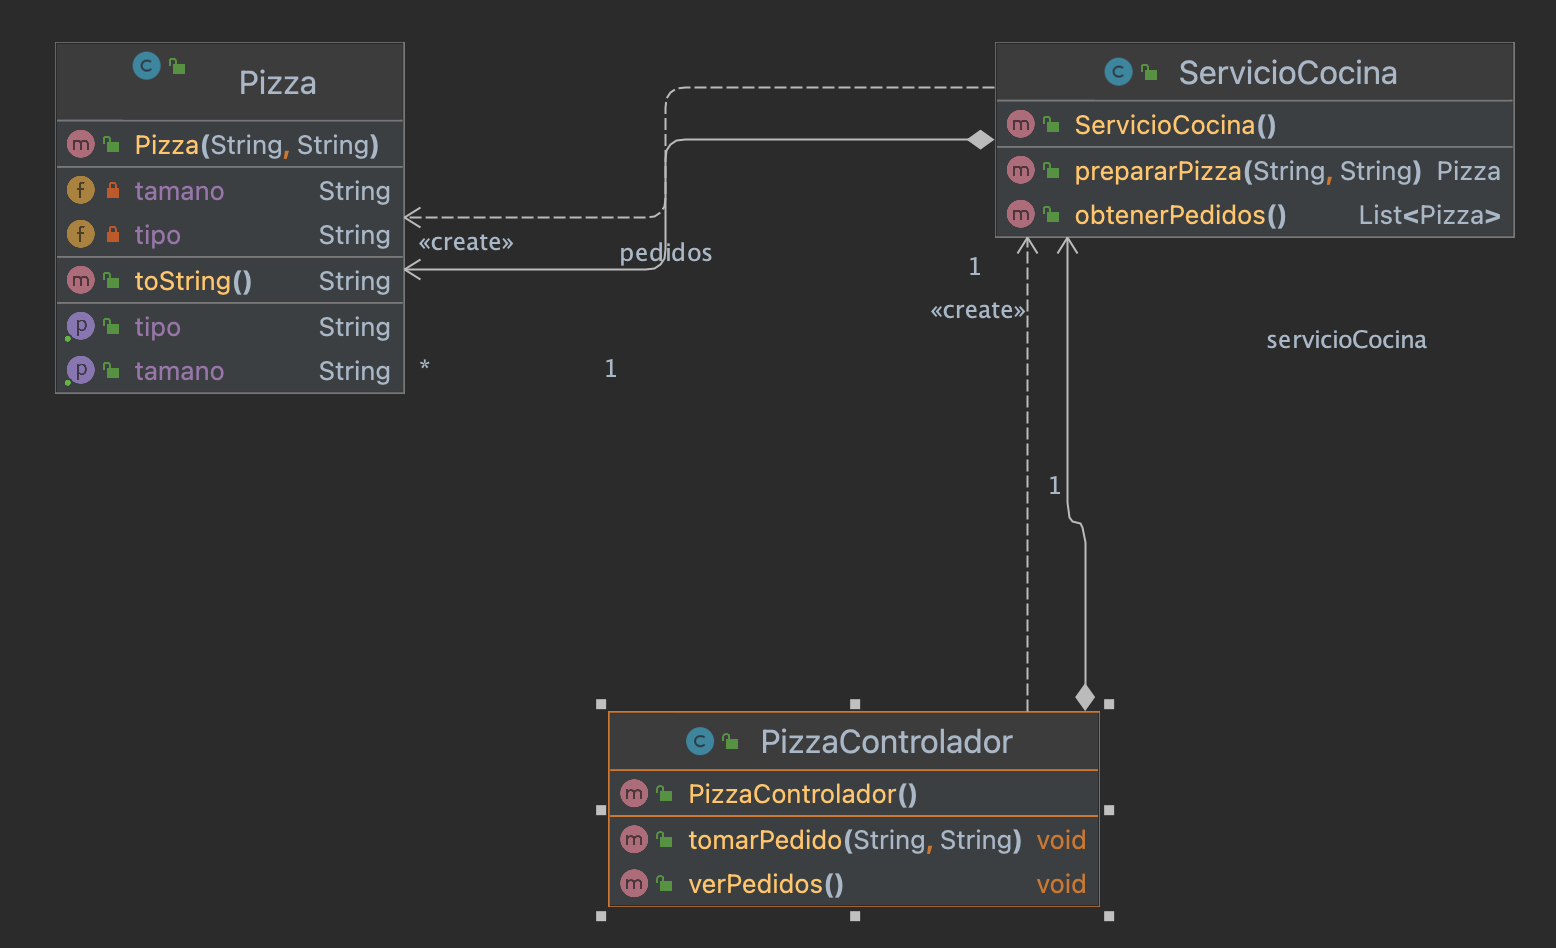 Pizza
Pizza(String, String)
tamano String
tipo String
toString() String
tipo String
tamano String
«create»
pedidos
*
1
ServicioCocina
ServicioCocina()
prepararPizza(String, String) Pizza
obtenerPedidos() List<Pizza>
1
«create»
servicioCocina
1
PizzaControlador
PizzaControlador()
tomarPedido(String, String) void
verPedidos() void